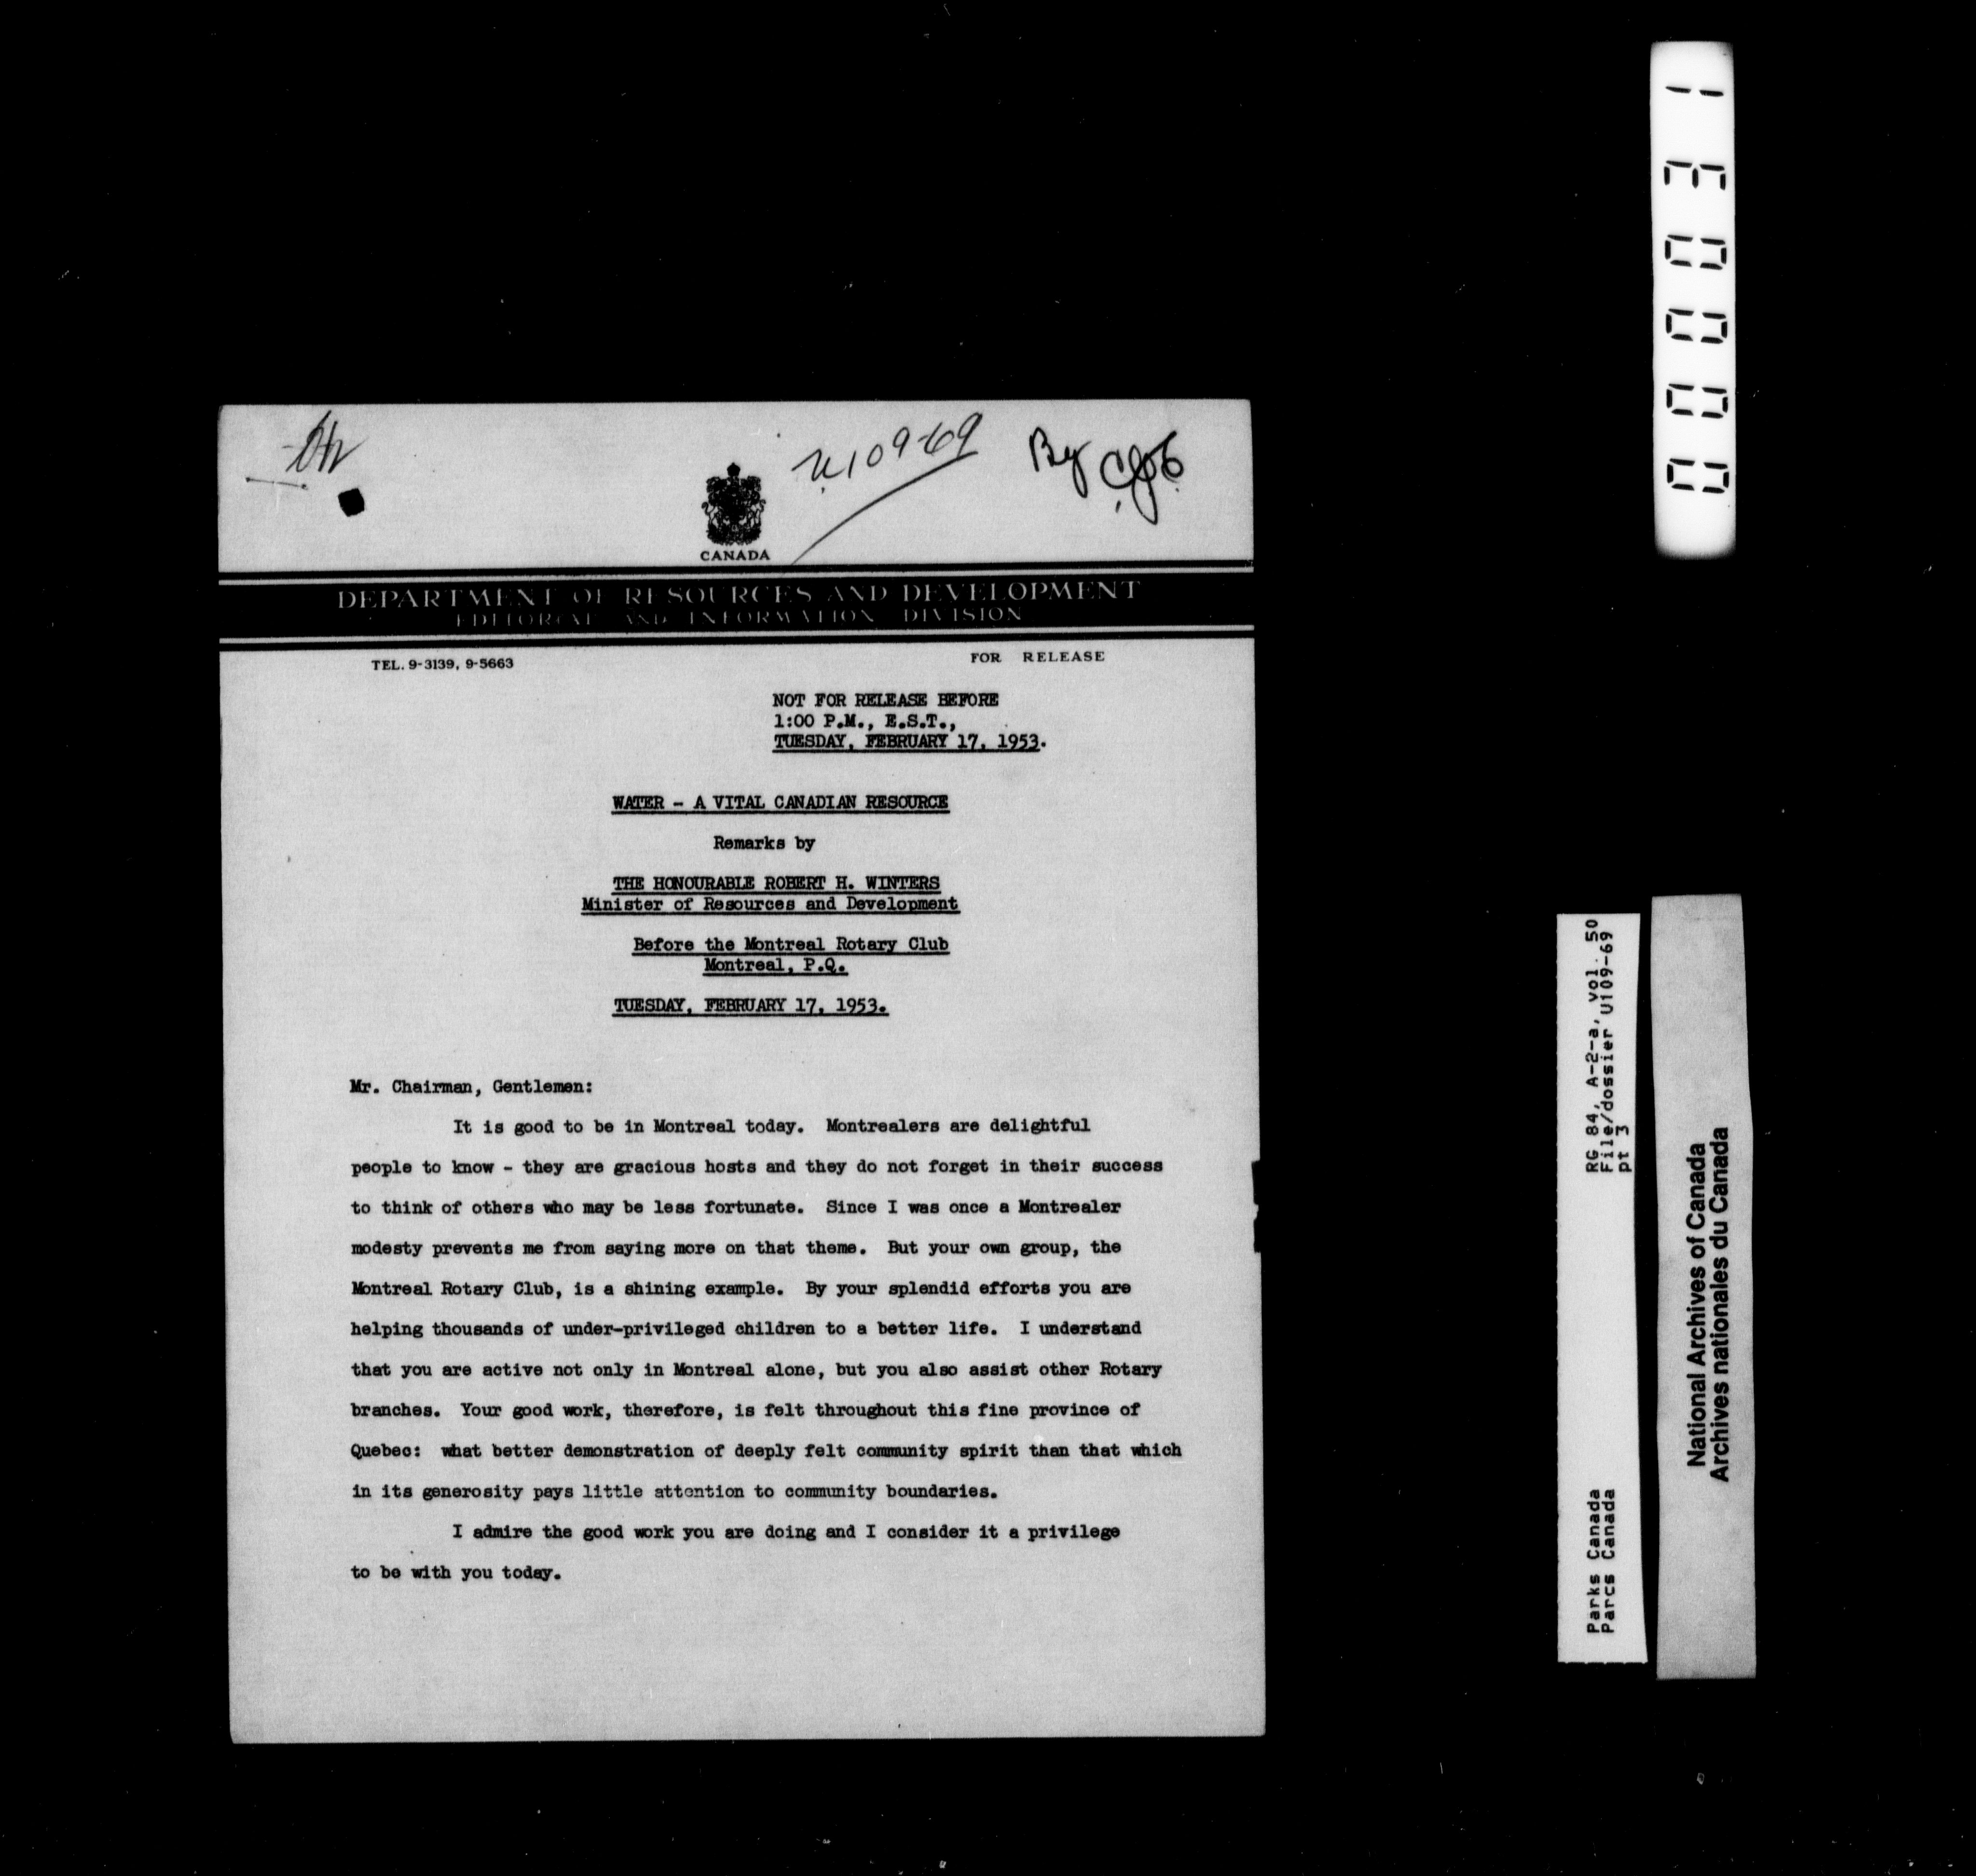 U109-69
By
CANADA
DEPARTMENT OF RESOURCES AND DEVELOPMENT
EDITORIAL AND INFORMATION DIVISION
TEL. 9-3139, 9-5663
FOR RELEASE
NOT FOR RELEASE BEFORE
1:00 P.M., E.S.T.,
TUESDAY, FEBRUARY 17, 1953.
WATER - A VITAL CANADIAN RESOURCE
Remarks by
THE HONOURABLE ROBERT H. WINTERS
Minister of Resources and Development
Before the Montreal Rotary Club
Montreal, P.Q.
TUESDAY, FEBRUARY 17, 1953.
Mr. Chairman, Gentlemen:
It is good to be in Montreal today. Montrealers are delightful
people to know - they are gracious hosts and they do not forget in their success
to think of others who may be less fortunate. Since I was once a Montrealer
modesty prevents me from saying more on that theme. But your own group, the
Montreal Rotary Club, is a shining example. By your splendid efforts you are
helping thousands of under-privileged children to a better life. I understand
that you are active not only in Montreal alone, but you also assist other Rotary
branches. Your good work, therefore, is felt throughout this fine province of
Quebec: what better demonstration of deeply felt community spirit than that which
in its generosity pays little attention to community boundaries.
I admire the good work you are doing and I consider it a privilege
to be with you today.
000031
Parks Canada
Parcs Canada
RG 84, A-2-a, Vol. 50
File/dossier U109-69
pt 3
National Archives of Canada
Archives nationales du Canada